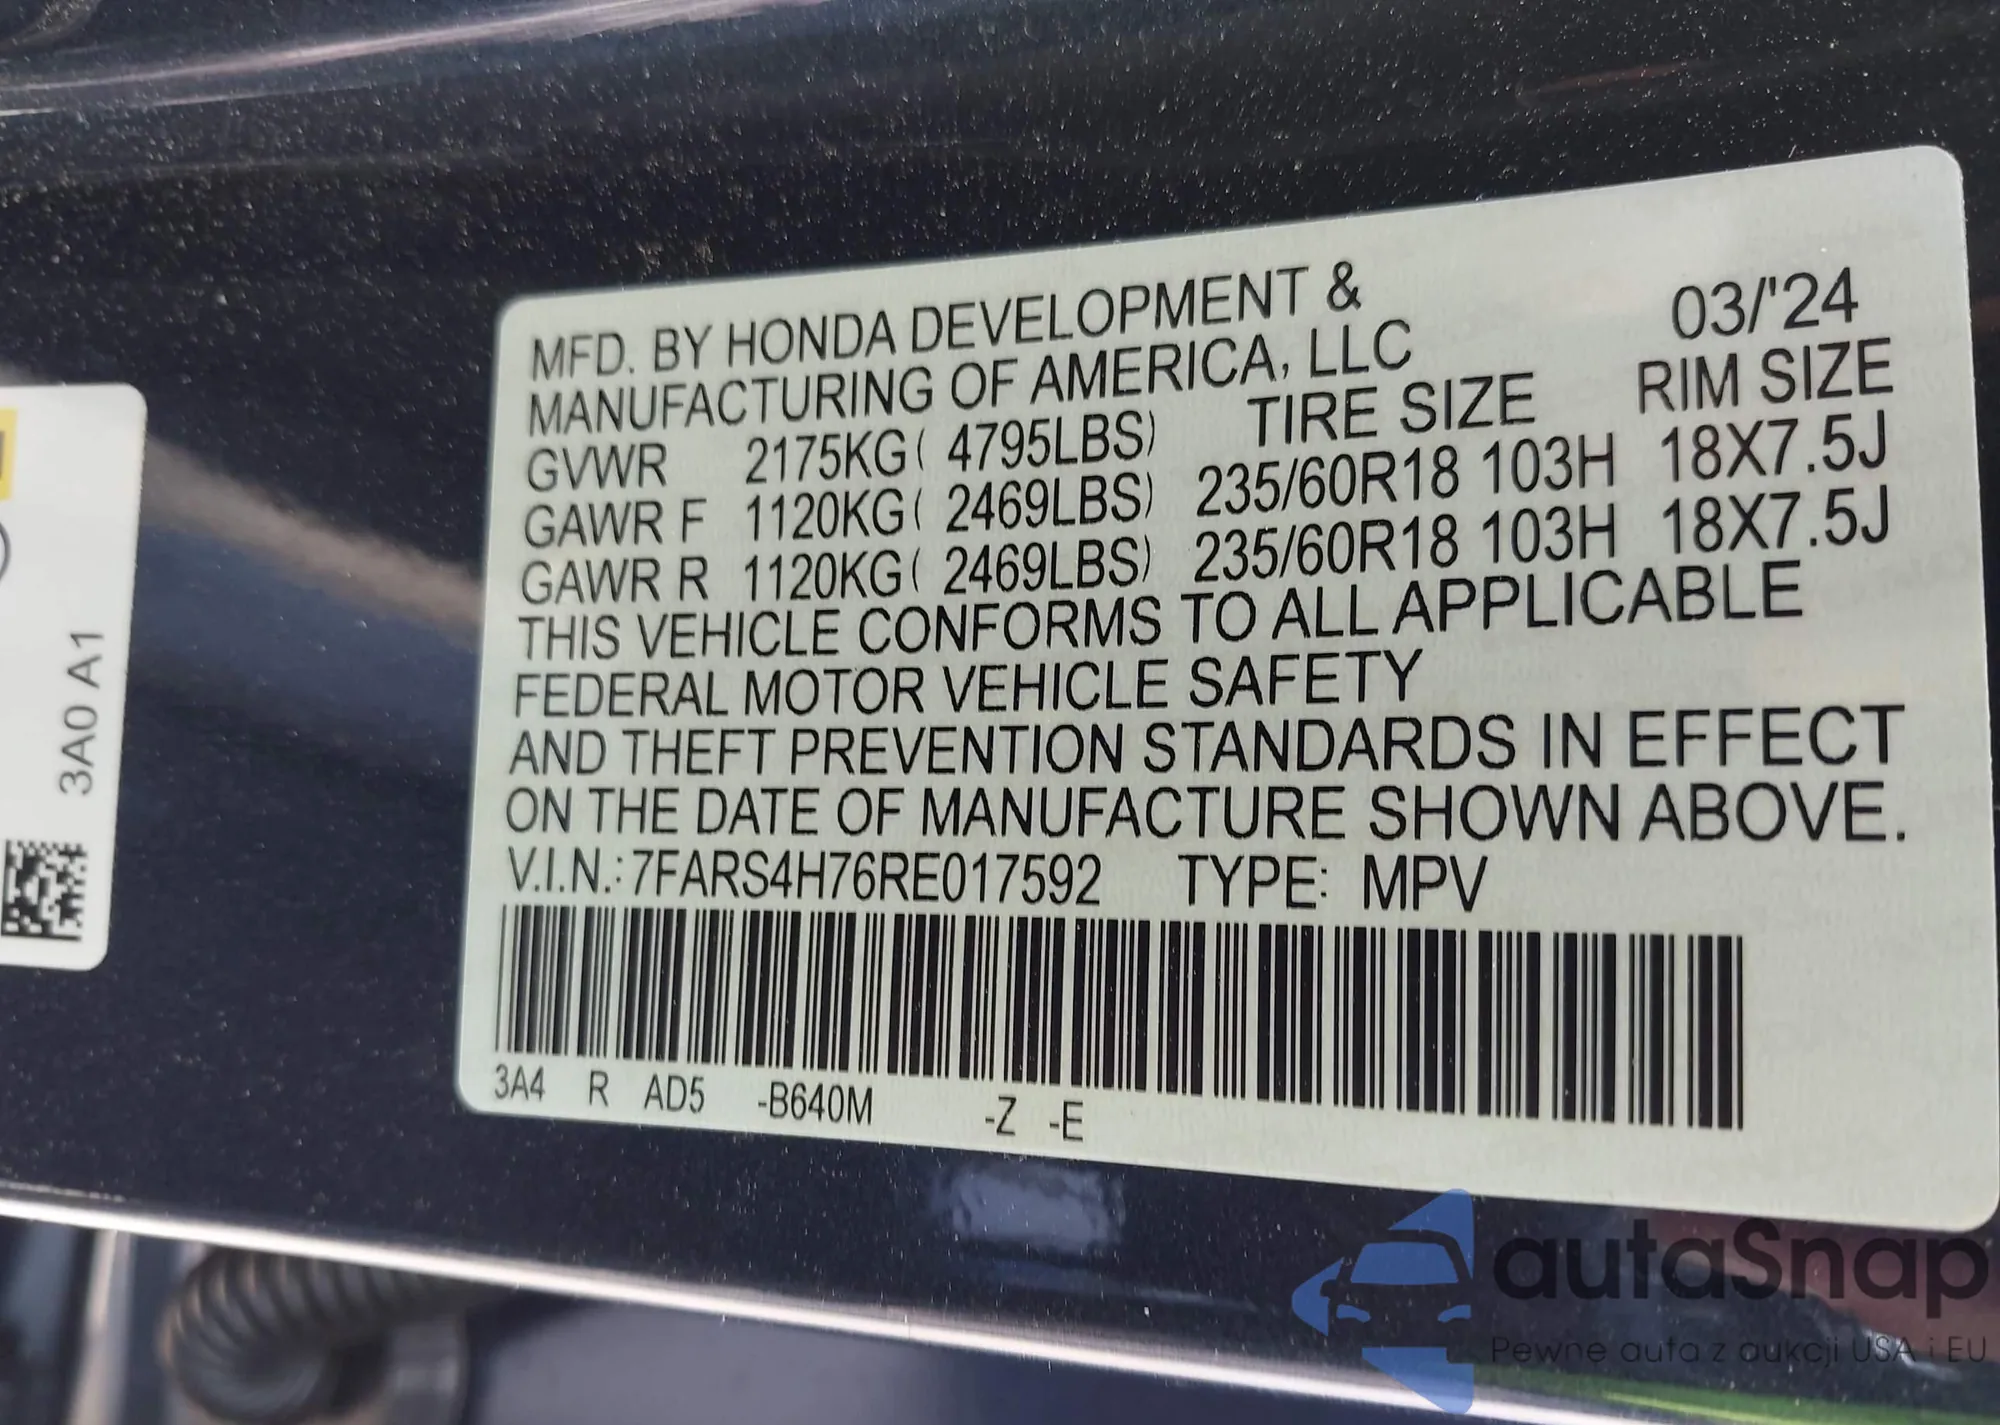 MFD. BY HONDA DEVELOPMENT & 03/'24
MANUFACTURING OF AMERICA, LLC
TIRE SIZE RIM SIZE
GVWR 2175KG( 4795LBS)
GAWR F 1120KG( 2469LBS) 235/60R18 103H 18X7.5J
GAWR R 1120KG( 2469LBS) 235/60R18 103H 18X7.5J
THIS VEHICLE CONFORMS TO ALL APPLICABLE
FEDERAL MOTOR VEHICLE SAFETY
AND THEFT PREVENTION STANDARDS IN EFFECT
ON THE DATE OF MANUFACTURE SHOWN ABOVE.
V.I.N.: 7FARS4H76RE017592 TYPE: MPV
3A4 R AD5 -B640M -Z -E
3A0 A1
autaSnap
Pewne auta z aukcji USA i EU